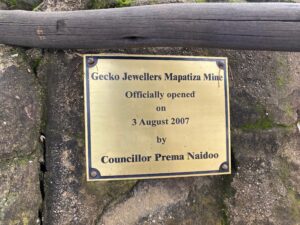 Gecko Jewellers Mapatiza Mine
Officially opened
on
3 August 2007
by
Councillor Prema Naidoo